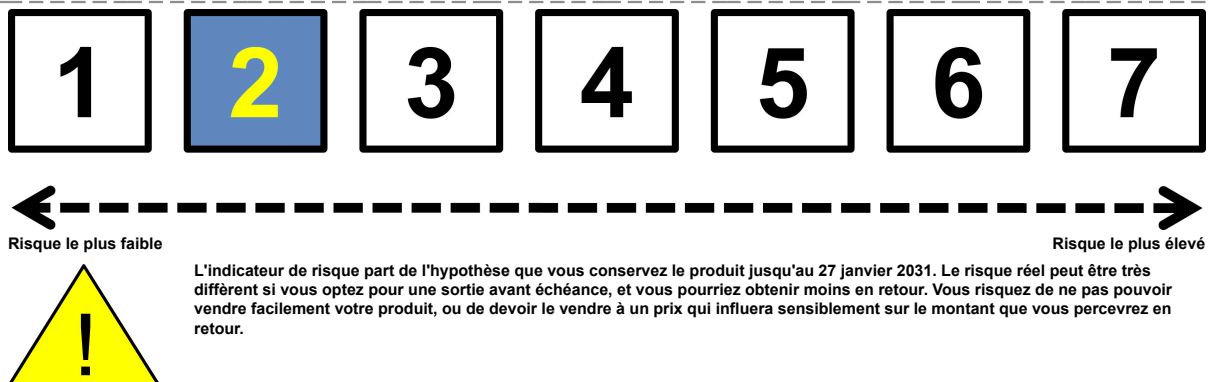 1 2 3 4 5 6 7
Risque le plus faible Risque le plus élevé
L'indicateur de risque part de l'hypothèse que vous conservez le produit jusqu'au 27 janvier 2031. Le risque réel peut être très
diffèrent si vous optez pour une sortie avant échéance, et vous pourriez obtenir moins en retour. Vous risquez de ne pas pouvoir
vendre facilement votre produit, ou de devoir le vendre à un prix qui influera sensiblement sur le montant que vous percevrez en
retour.
!